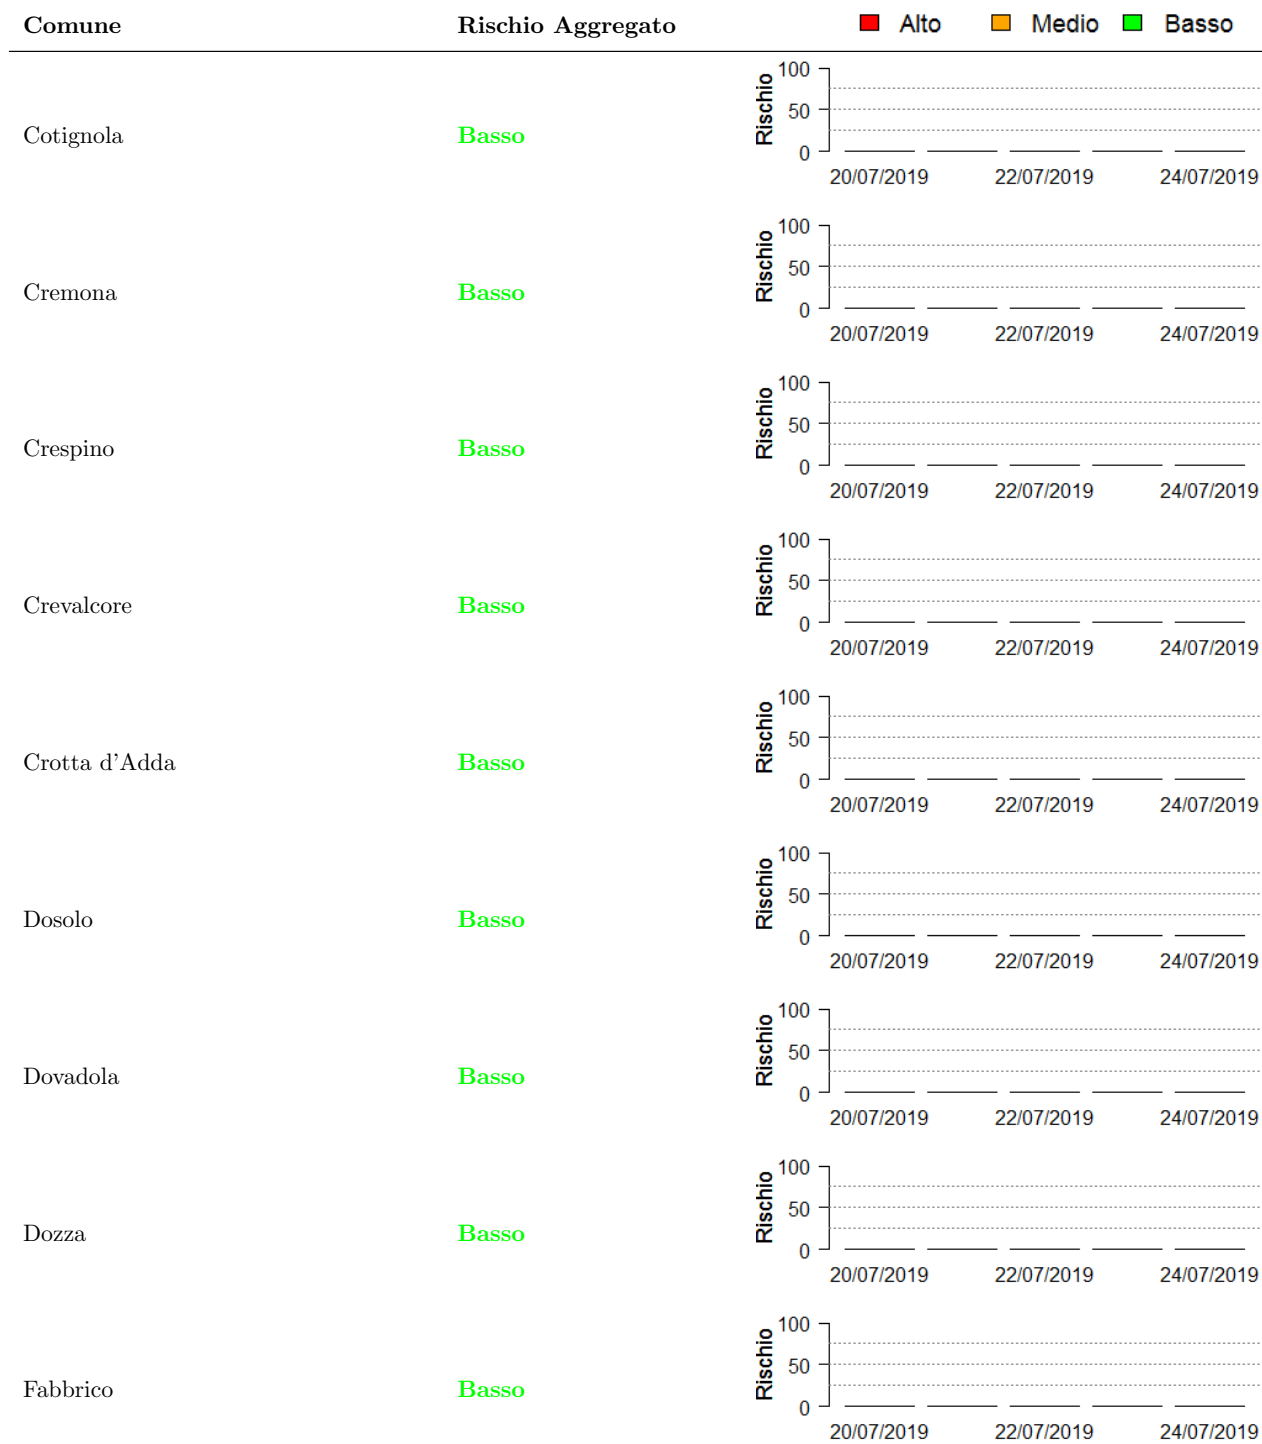 Comune Rischio Aggregato Alto Medio Basso
100
50
0
Rischio
Cotignola Basso
20/07/2019 22/07/2019 24/07/2019
100
50
0
Rischio
Cremona Basso
20/07/2019 22/07/2019 24/07/2019
100
50
0
Rischio
Crespino Basso
20/07/2019 22/07/2019 24/07/2019
100
50
0
Rischio
Crevalcore Basso
20/07/2019 22/07/2019 24/07/2019
100
50
0
Rischio
Crotta d'Adda Basso
20/07/2019 22/07/2019 24/07/2019
100
50
0
Rischio
Dosolo Basso
20/07/2019 22/07/2019 24/07/2019
100
50
0
Rischio
Dovadola Basso
20/07/2019 22/07/2019 24/07/2019
100
50
0
Rischio
Dozza Basso
20/07/2019 22/07/2019 24/07/2019
100
50
0
Rischio
Fabbrico Basso
20/07/2019 22/07/2019 24/07/2019